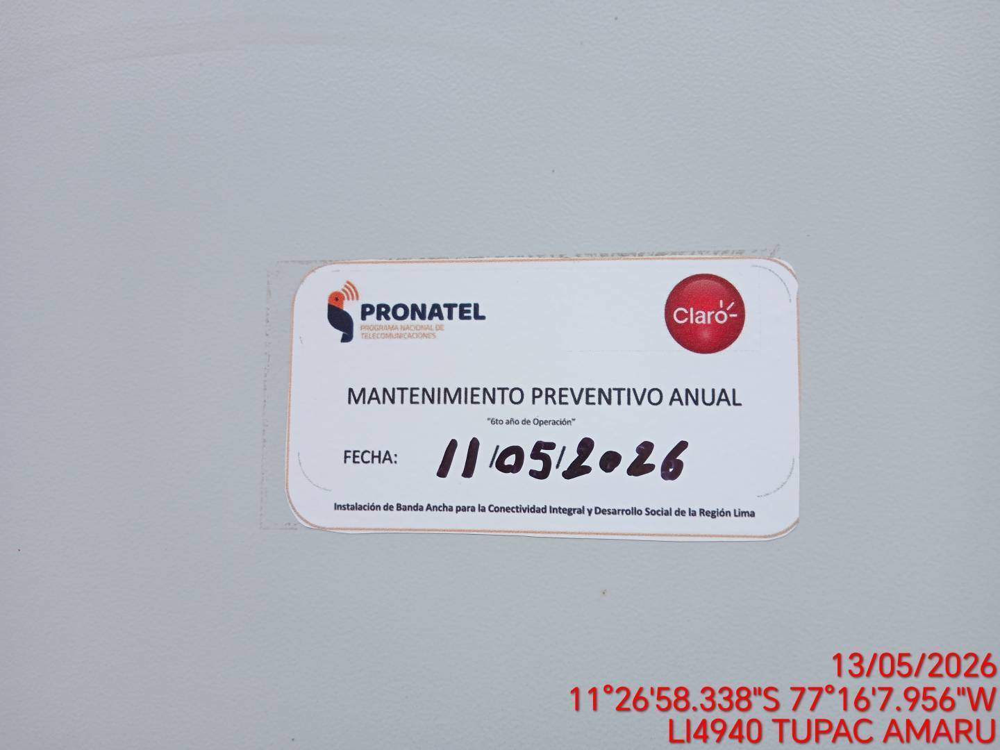 PRONATEL
PROGRAMA NACIONAL DE
TELECOMUNICACIONES
Claro
MANTENIMIENTO PREVENTIVO ANUAL
"6to año de Operación"
FECHA: 11/05/2026
Instalación de Banda Ancha para la Conectividad Integral y Desarrollo Social de la Región Lima
13/05/2026
11°26'58.338"S 77°16'7.956"W
LI4940 TUPAC AMARU